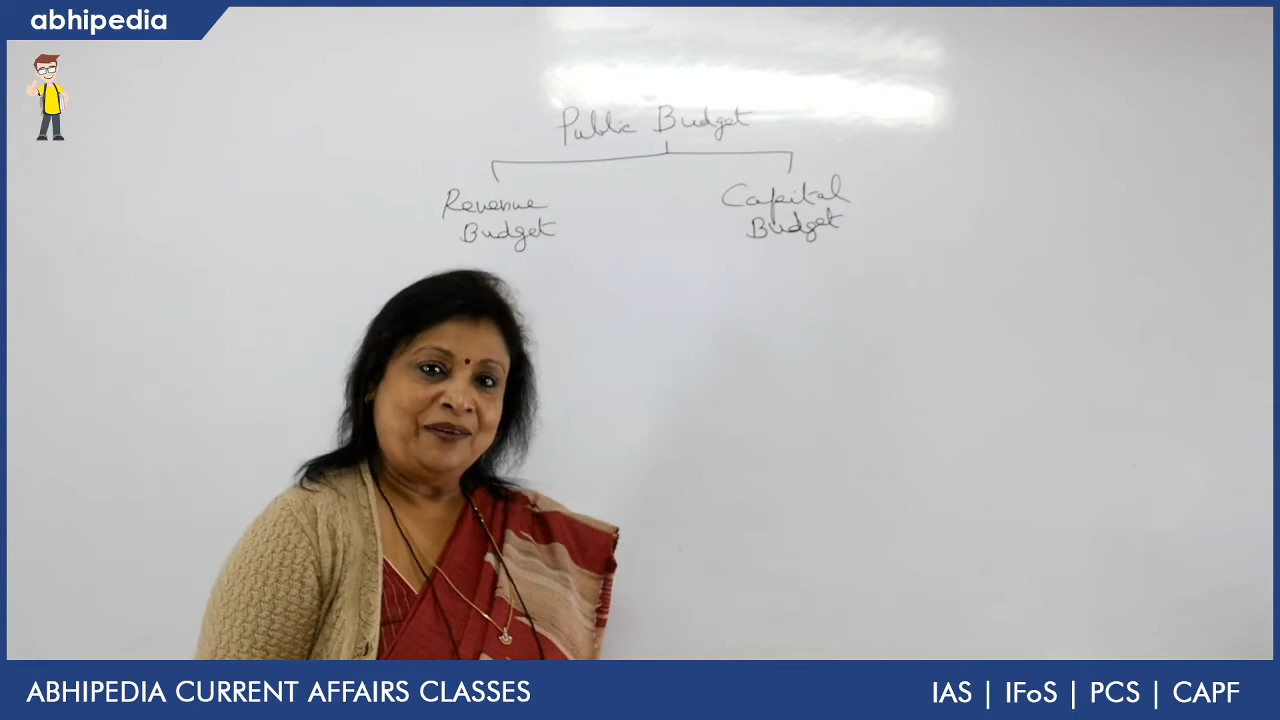 abhipedia
Public Budget
Revenue Capital
Budget Budget
ABHIPEDIA CURRENT AFFAIRS CLASSES
IAS | IFoS | PCS | CAPF